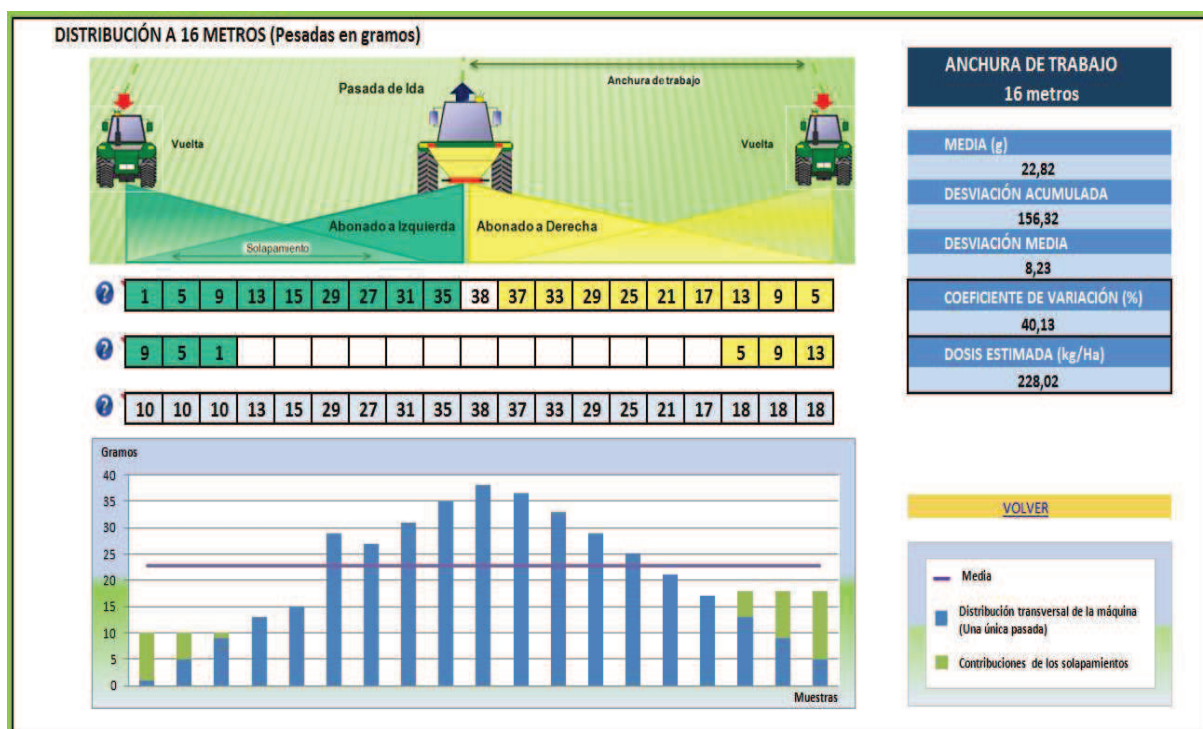 DISTRIBUCIÓN A 16 METROS (Pesadas en gramos)
Pasada de Ida
Anchura de trabajo
Vuelta
Vuelta
Abonado a Izquierda
Abonado a Derecha
Solapamiento
? 1 5 9 13 15 29 27 31 35 38 37 33 29 25 21 17 13 9 5
? 9 5 1 5 9 13
? 10 10 10 13 15 29 27 31 35 38 37 33 29 25 21 17 18 18 18
Gramos
40
35
30
25
20
15
10
5
0
Muestras
ANCHURA DE TRABAJO
16 metros
MEDIA (g)
22,82
DESVIACIÓN ACUMULADA
156,32
DESVIACIÓN MEDIA
8,23
COEFICIENTE DE VARIACIÓN (%)
40,13
DOSIS ESTIMADA (kg/Ha)
228,02
VOLVER
Media
Distribución transversal de la máquina
(Una única pasada)
Contribuciones de los solapamientos